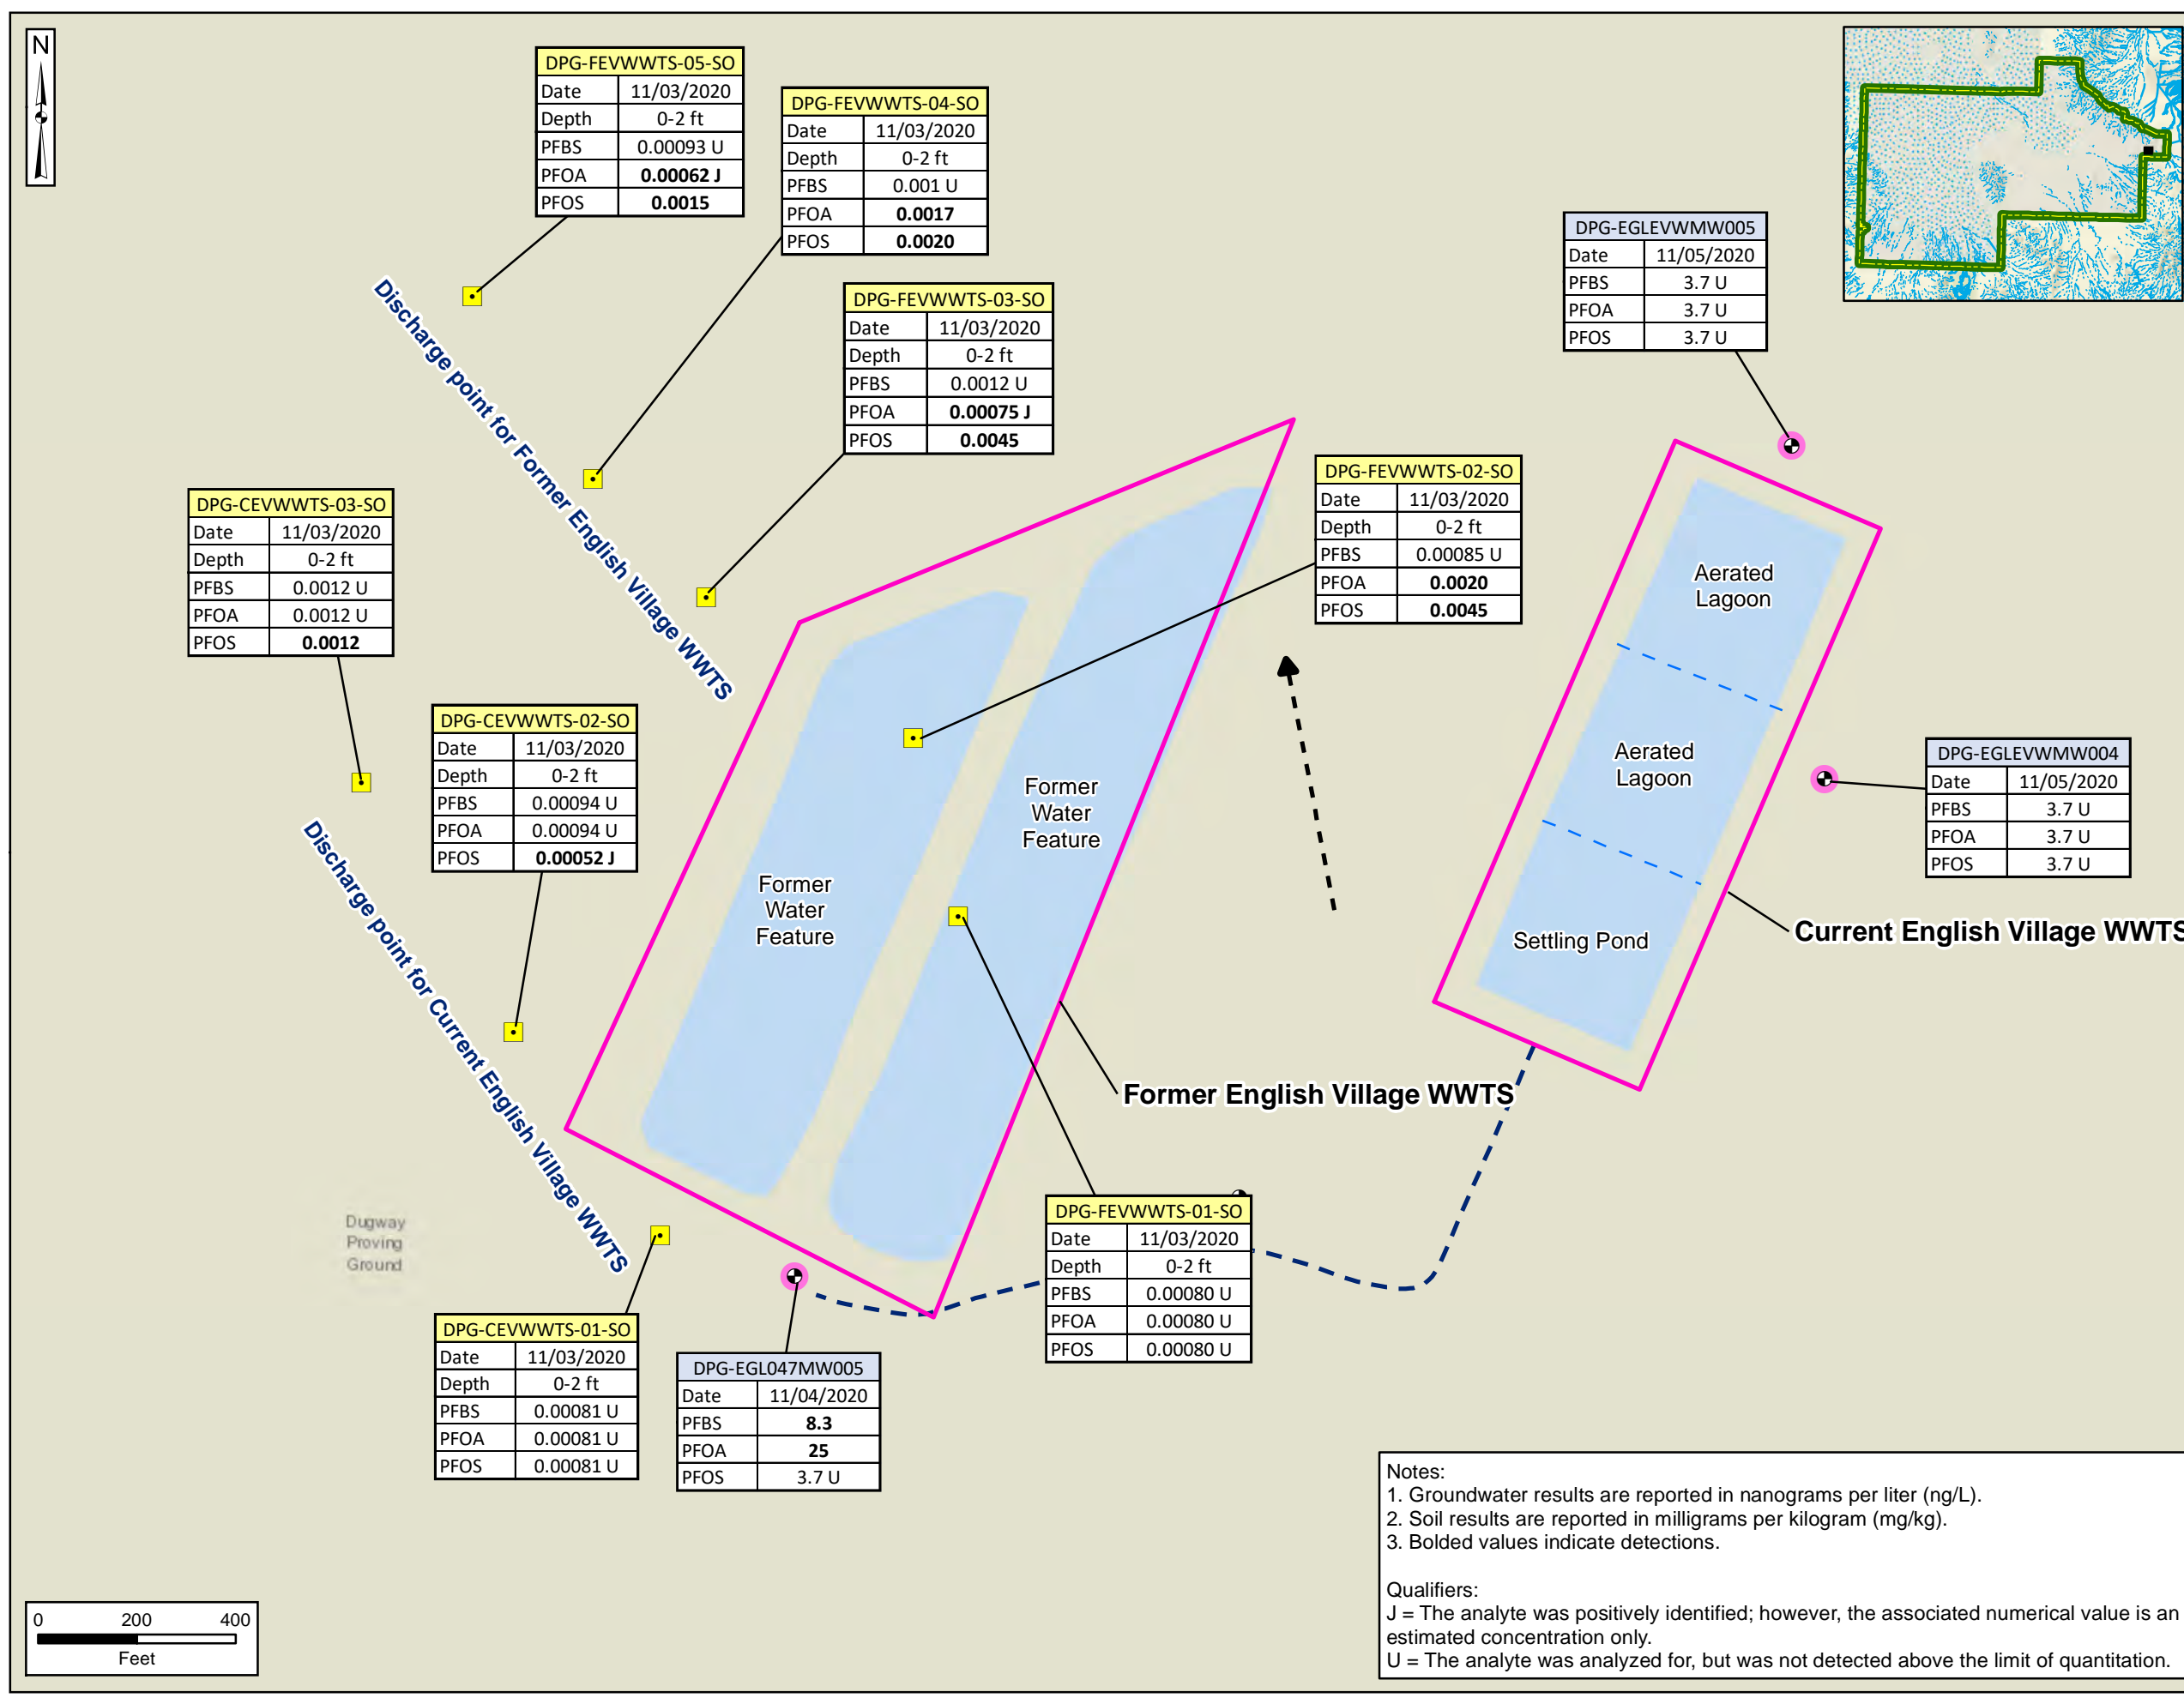 N
DPG-FEVWWTS-05-SO
Date 11/03/2020
Depth 0-2 ft
PFBS 0.00093 U
PFOA 0.00062 J
PFOS 0.0015
DPG-FEVWWTS-04-SO
Date 11/03/2020
Depth 0-2 ft
PFBS 0.001 U
PFOA 0.0017
PFOS 0.0020
DPG-EGLEVWMW005
Date 11/05/2020
PFBS 3.7 U
PFOA 3.7 U
PFOS 3.7 U
DPG-FEVWWTS-03-SO
Date 11/03/2020
Depth 0-2 ft
PFBS 0.0012 U
PFOA 0.00075 J
PFOS 0.0045
Discharge point for Former English Village WWTS
DPG-FEVWWTS-02-SO
Date 11/03/2020
Depth 0-2 ft
PFBS 0.00085 U
PFOA 0.0020
PFOS 0.0045
DPG-CEVWWTS-03-SO
Date 11/03/2020
Depth 0-2 ft
PFBS 0.0012 U
PFOA 0.0012 U
PFOS 0.0012
Aerated
Lagoon
DPG-CEVWWTS-02-SO
Date 11/03/2020
Depth 0-2 ft
PFBS 0.00094 U
PFOA 0.00094 U
PFOS 0.00052 J
Aerated
Lagoon
DPG-EGLEVWMW004
Date 11/05/2020
PFBS 3.7 U
PFOA 3.7 U
PFOS 3.7 U
Former
Water
Feature
Former
Water
Feature
Settling Pond
Current English Village WWTS
Discharge point for Current English Village WWTS
Former English Village WWTS
Dugway
Proving
Ground
DPG-FEVWWTS-01-SO
Date 11/03/2020
Depth 0-2 ft
PFBS 0.00080 U
PFOA 0.00080 U
PFOS 0.00080 U
DPG-CEVWWTS-01-SO
Date 11/03/2020
Depth 0-2 ft
PFBS 0.00081 U
PFOA 0.00081 U
PFOS 0.00081 U
DPG-EGL047MW005
Date 11/04/2020
PFBS 8.3
PFOA 25
PFOS 3.7 U
Notes:
1. Groundwater results are reported in nanograms per liter (ng/L).
2. Soil results are reported in milligrams per kilogram (mg/kg).
3. Bolded values indicate detections.
Qualifiers:
J = The analyte was positively identified; however, the associated numerical value is an
estimated concentration only.
U = The analyte was analyzed for, but was not detected above the limit of quantitation.
0 200 400
Feet